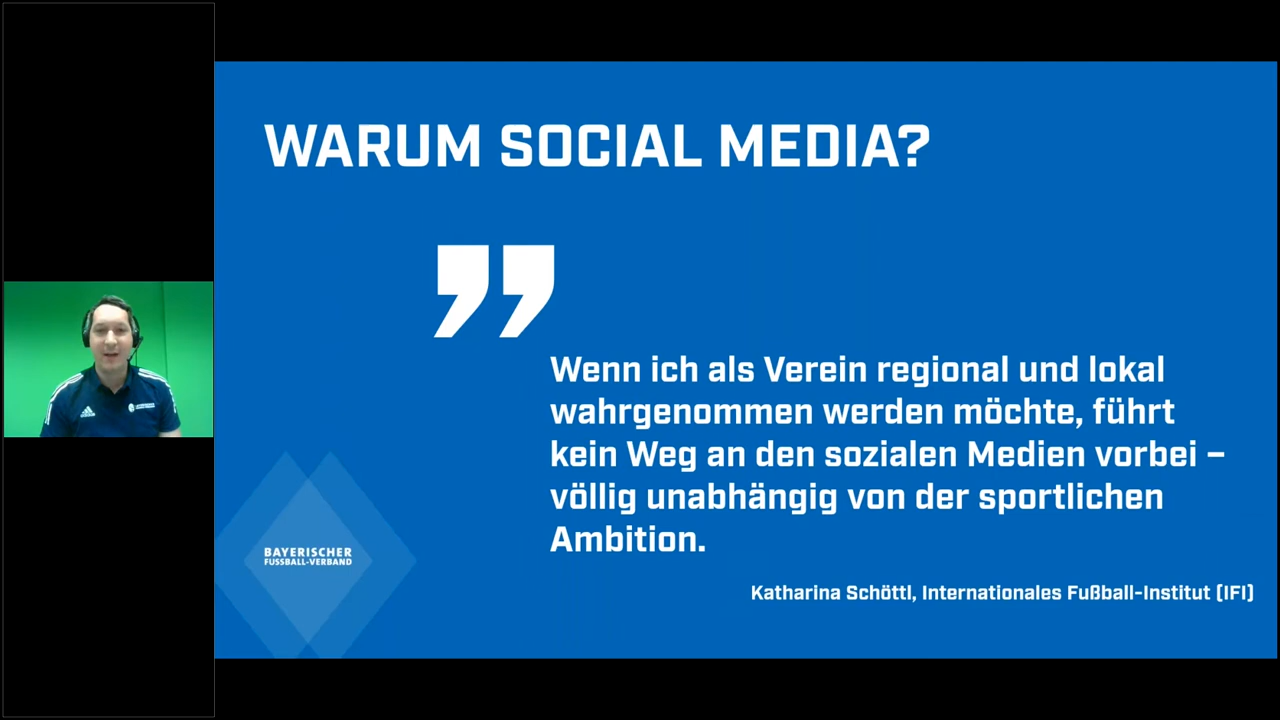 WARUM SOCIAL MEDIA?
”
Wenn ich als Verein regional und lokal
wahrgenommen werden möchte, führt
kein Weg an den sozialen Medien vorbei –
völlig unabhängig von der sportlichen
Ambition.
Katharina Schöttl, Internationales Fußball-Institut (IFI)
BAYERISCHER
FUSSBALL-VERBAND